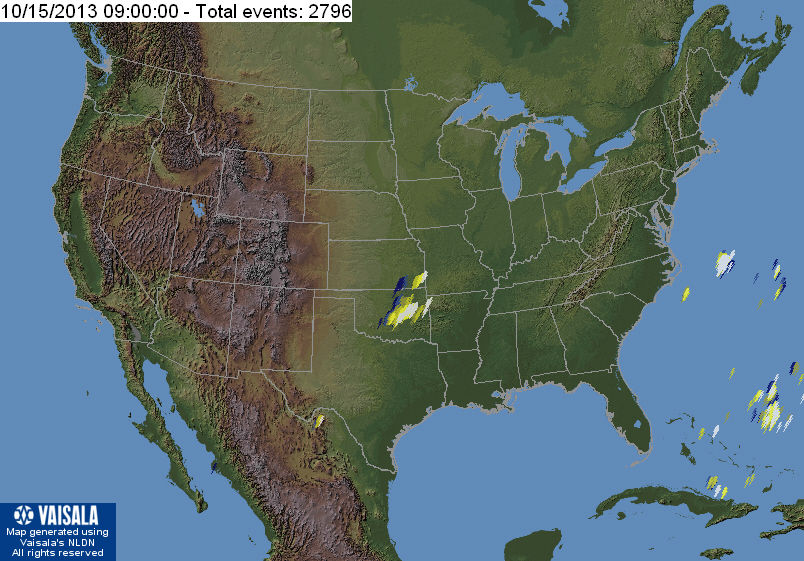 10/15/2013 09:00:00 - Total events: 2796
VAISALA
Map generated using
Vaisala's NLDN
All rights reserved